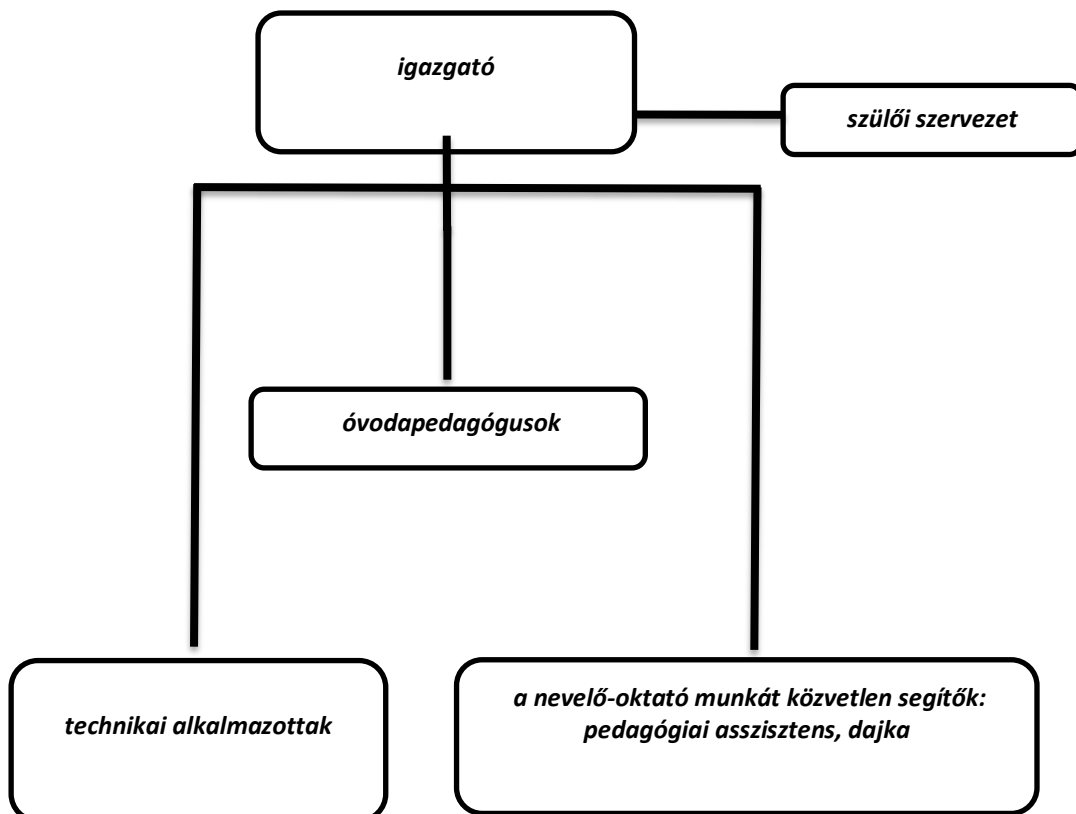 igazgató
szülői szervezet
óvodapedagógusok
technikai alkalmazottak
a nevelő-oktató munkát közvetlen segítők:
pedagógiai asszisztens, dajka